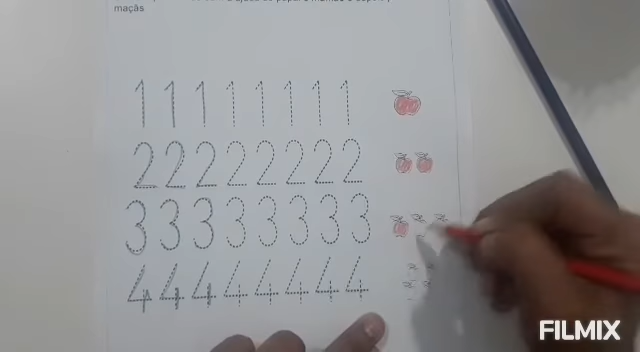 maçãs
1 1 1 1 1 1 1 1
2 2 2 2 2 2 2 2
3 3 3 3 3 3 3 3
4 4 4 4 4 4 4 4
FILMIX